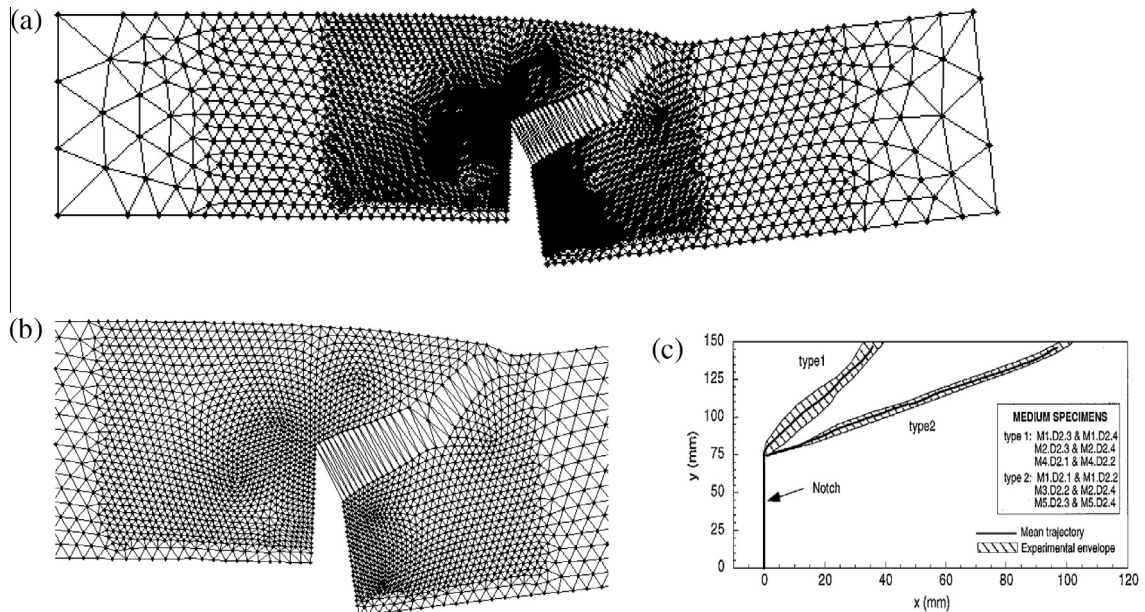 (a)
(b)
(c)
150
125
100
75
50
25
0
y (mm)
type1
type2
Notch
MEDIUM SPECIMENS
type 1: M1.D2.3 & M1.D2.4
M2.D2.3 & M2.D2.4
M4.D2.1 & M4.D2.2
type 2: M1.D2.1 & M1.D2.2
M3.D2.2 & M2.D2.4
M5.D2.3 & M5.D2.4
Mean trajectory
Experimental envelope
0 20 40 60 80 100 120
x (mm)